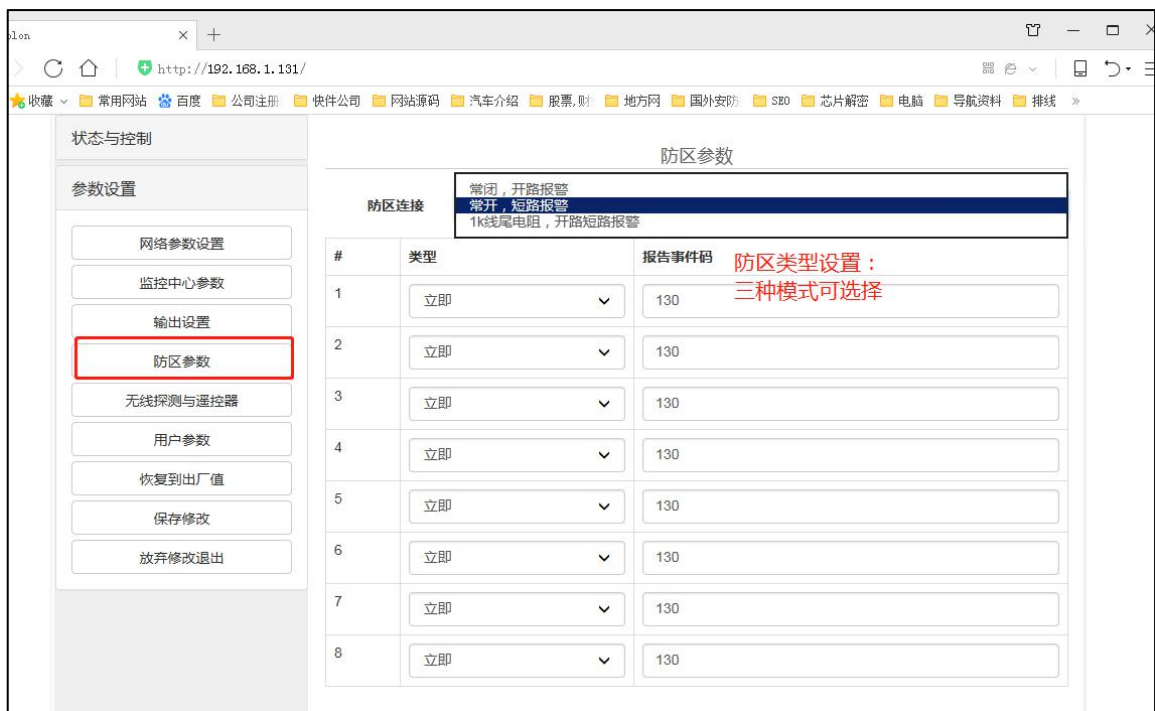 olon
http://192.168.1.131/
收藏 常用网站 百度 公司注册 快件公司 网站源码 汽车介绍 股票,财 地方网 国外安防 SEO 芯片解密 电脑 导航资料 排线 »
状态与控制
参数设置
网络参数设置
监控中心参数
输出设置
防区参数
无线探测与遥控器
用户参数
恢复到出厂值
保存修改
放弃修改退出
防区参数
防区连接
常闭，开路报警
常开，短路报警
1k线尾电阻，开路短路报警
# 类型 报告事件码
防区类型设置：
三种模式可选择
1 立即 130
2 立即 130
3 立即 130
4 立即 130
5 立即 130
6 立即 130
7 立即 130
8 立即 130